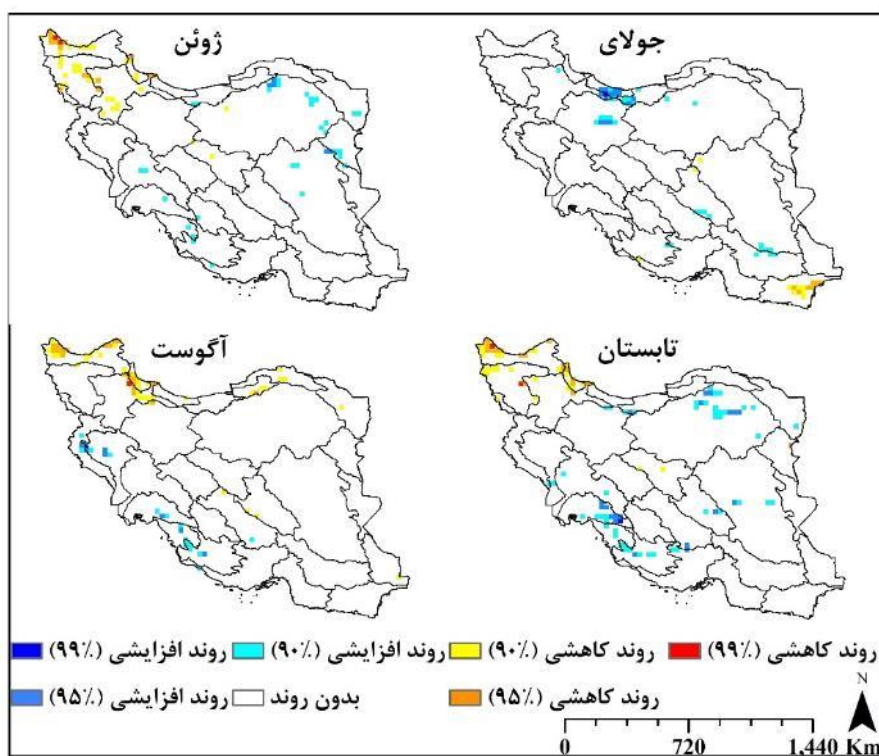 ژوئن
جولای
آگوست
تابستان
روند کاهشی (۹۹٪)
روند کاهشی (۹۰٪)
روند افزایشی (۹۰٪)
روند افزایشی (۹۹٪)
روند کاهشی (۹۵٪)
بدون روند
روند افزایشی (۹۵٪)
N
0 720 1,440 Km